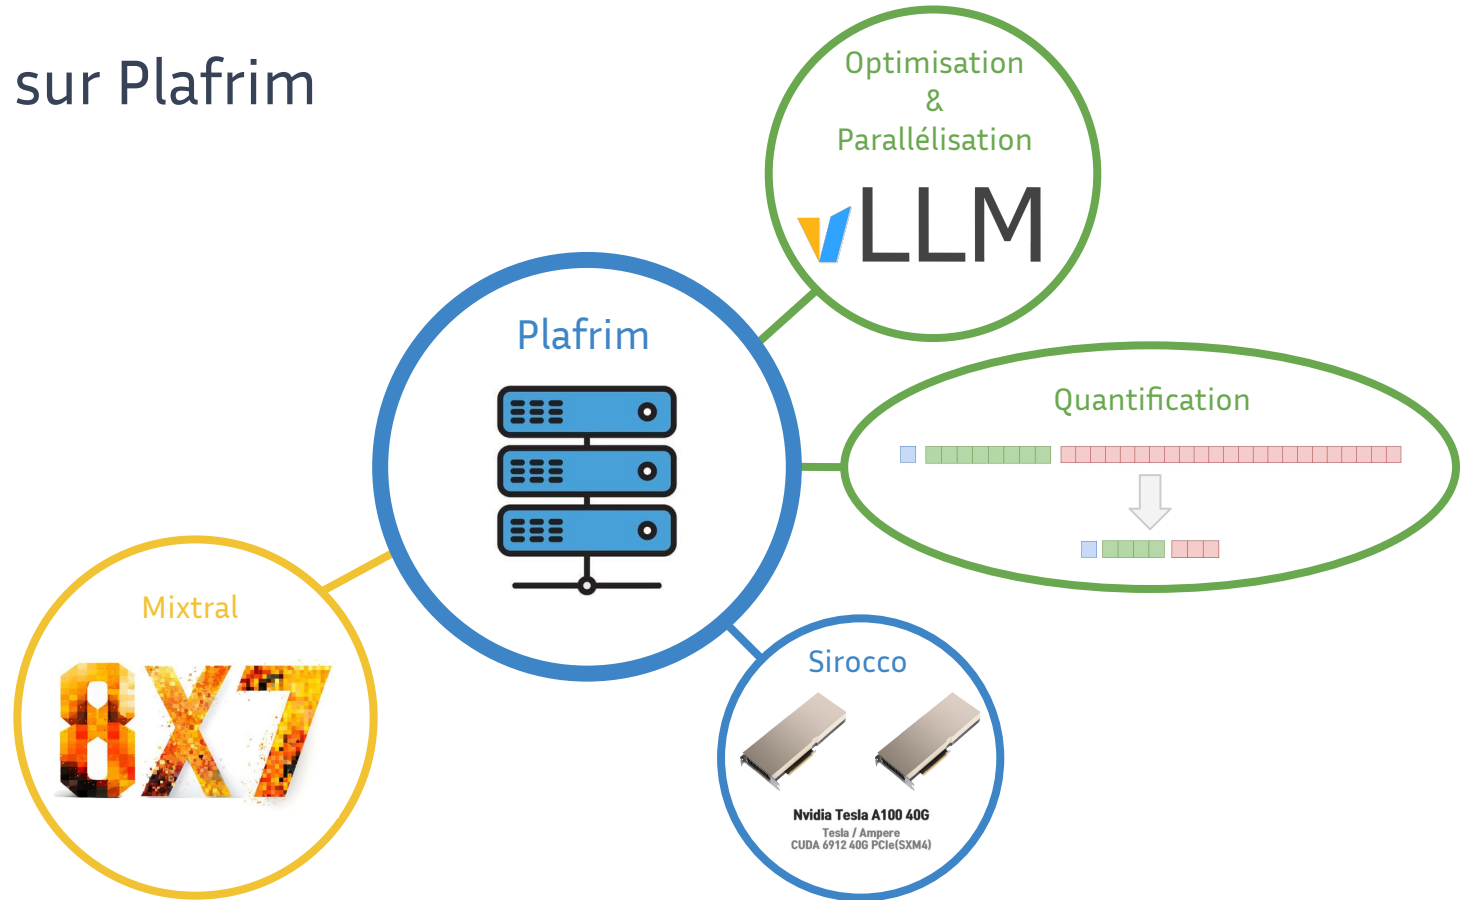 sur Plafrim
Optimisation
&
Parallélisation
vLLM
Plafrim
Quantification
Mixtral
8X7
Sirocco
Nvidia Tesla A100 40G
Tesla / Ampere
CUDA 6912 40G PCIe(SXM4)